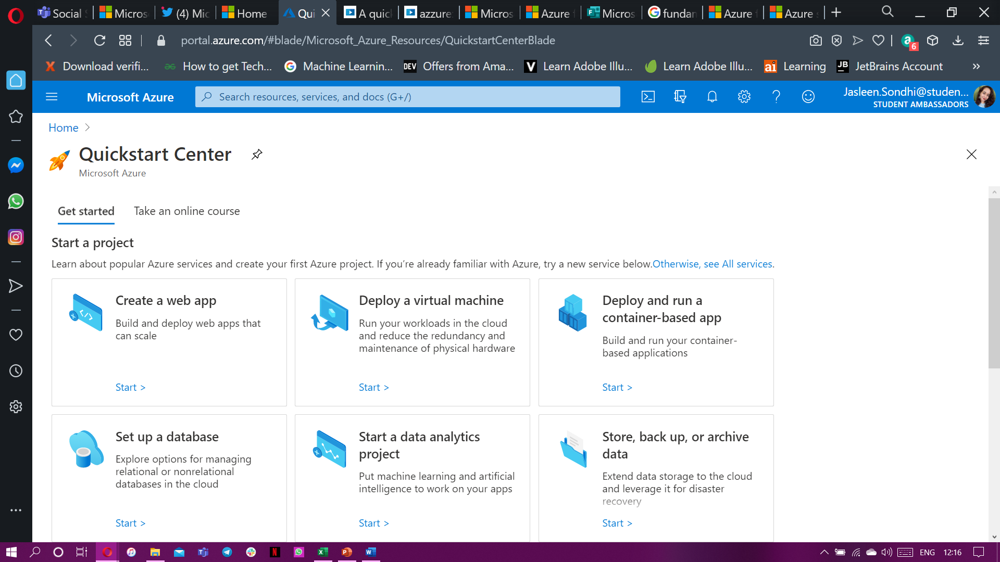 Social
Micros
(4) Mic
Home
Qui
A quic
azzure
Micros
Azure f
Micros
fundan
Azure f
Azure s
portal.azure.com/#blade/Microsoft_Azure_Resources/QuickstartCenterBlade
a
6
Download verifi...
How to get Tech...
Machine Learnin...
DEV
Offers from Ama...
V
Learn Adobe Illu...
Learn Adobe Illu...
ai
Learning
JB
JetBrains Account
Microsoft Azure
Search resources, services, and docs (G+/)
Jasleen.Sondhi@studen...
STUDENT AMBASSADORS
Home
Quickstart Center
Microsoft Azure
Get started
Take an online course
Start a project
Learn about popular Azure services and create your first Azure project. If you’re already familiar with Azure, try a new service below.Otherwise, see All services.
Create a web app
Build and deploy web apps that
can scale
Start >
Deploy a virtual machine
Run your workloads in the cloud
and reduce the redundancy and
maintenance of physical hardware
Start >
Deploy and run a
container-based app
Build and run your container-
based applications
Start >
Set up a database
Explore options for managing
relational or nonrelational
databases in the cloud
Start >
Start a data analytics
project
Put machine learning and artificial
intelligence to work on your apps
Start >
Store, back up, or archive
data
Extend data storage to the cloud
and leverage it for disaster
recovery
Start >
ENG
12:16